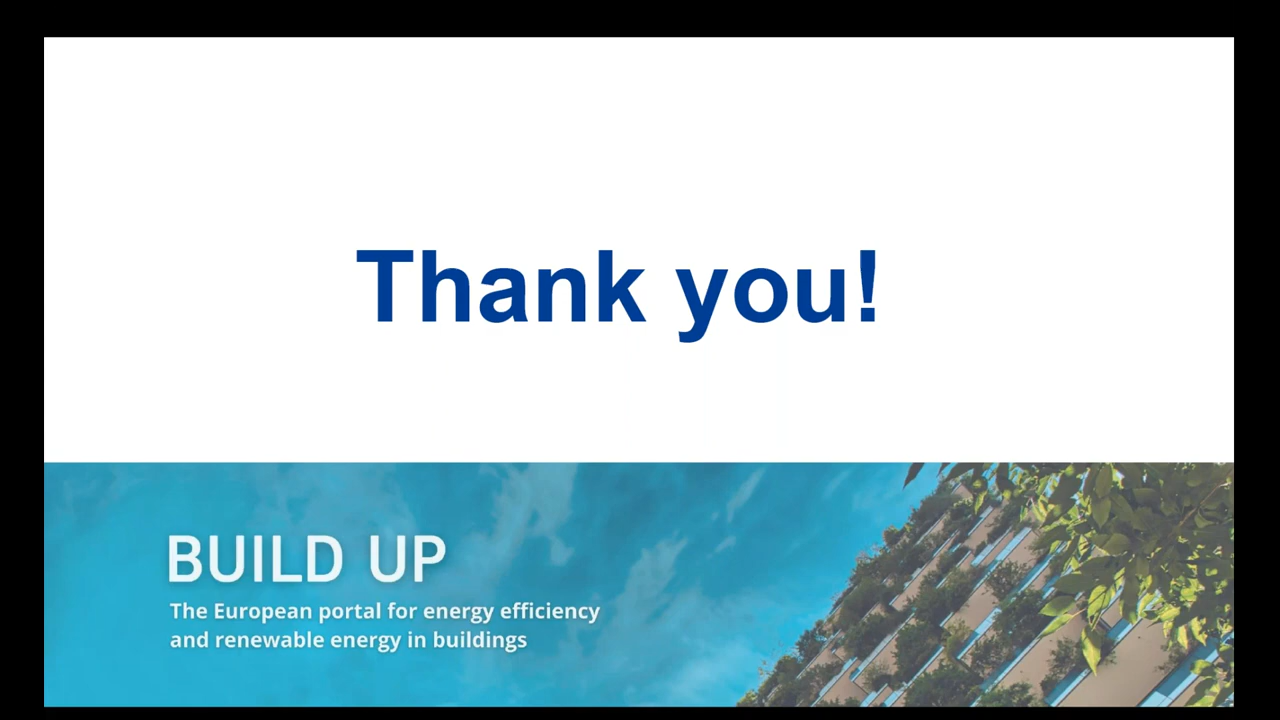 Thank you!
BUILD UP
The European portal for energy efficiency
and renewable energy in buildings